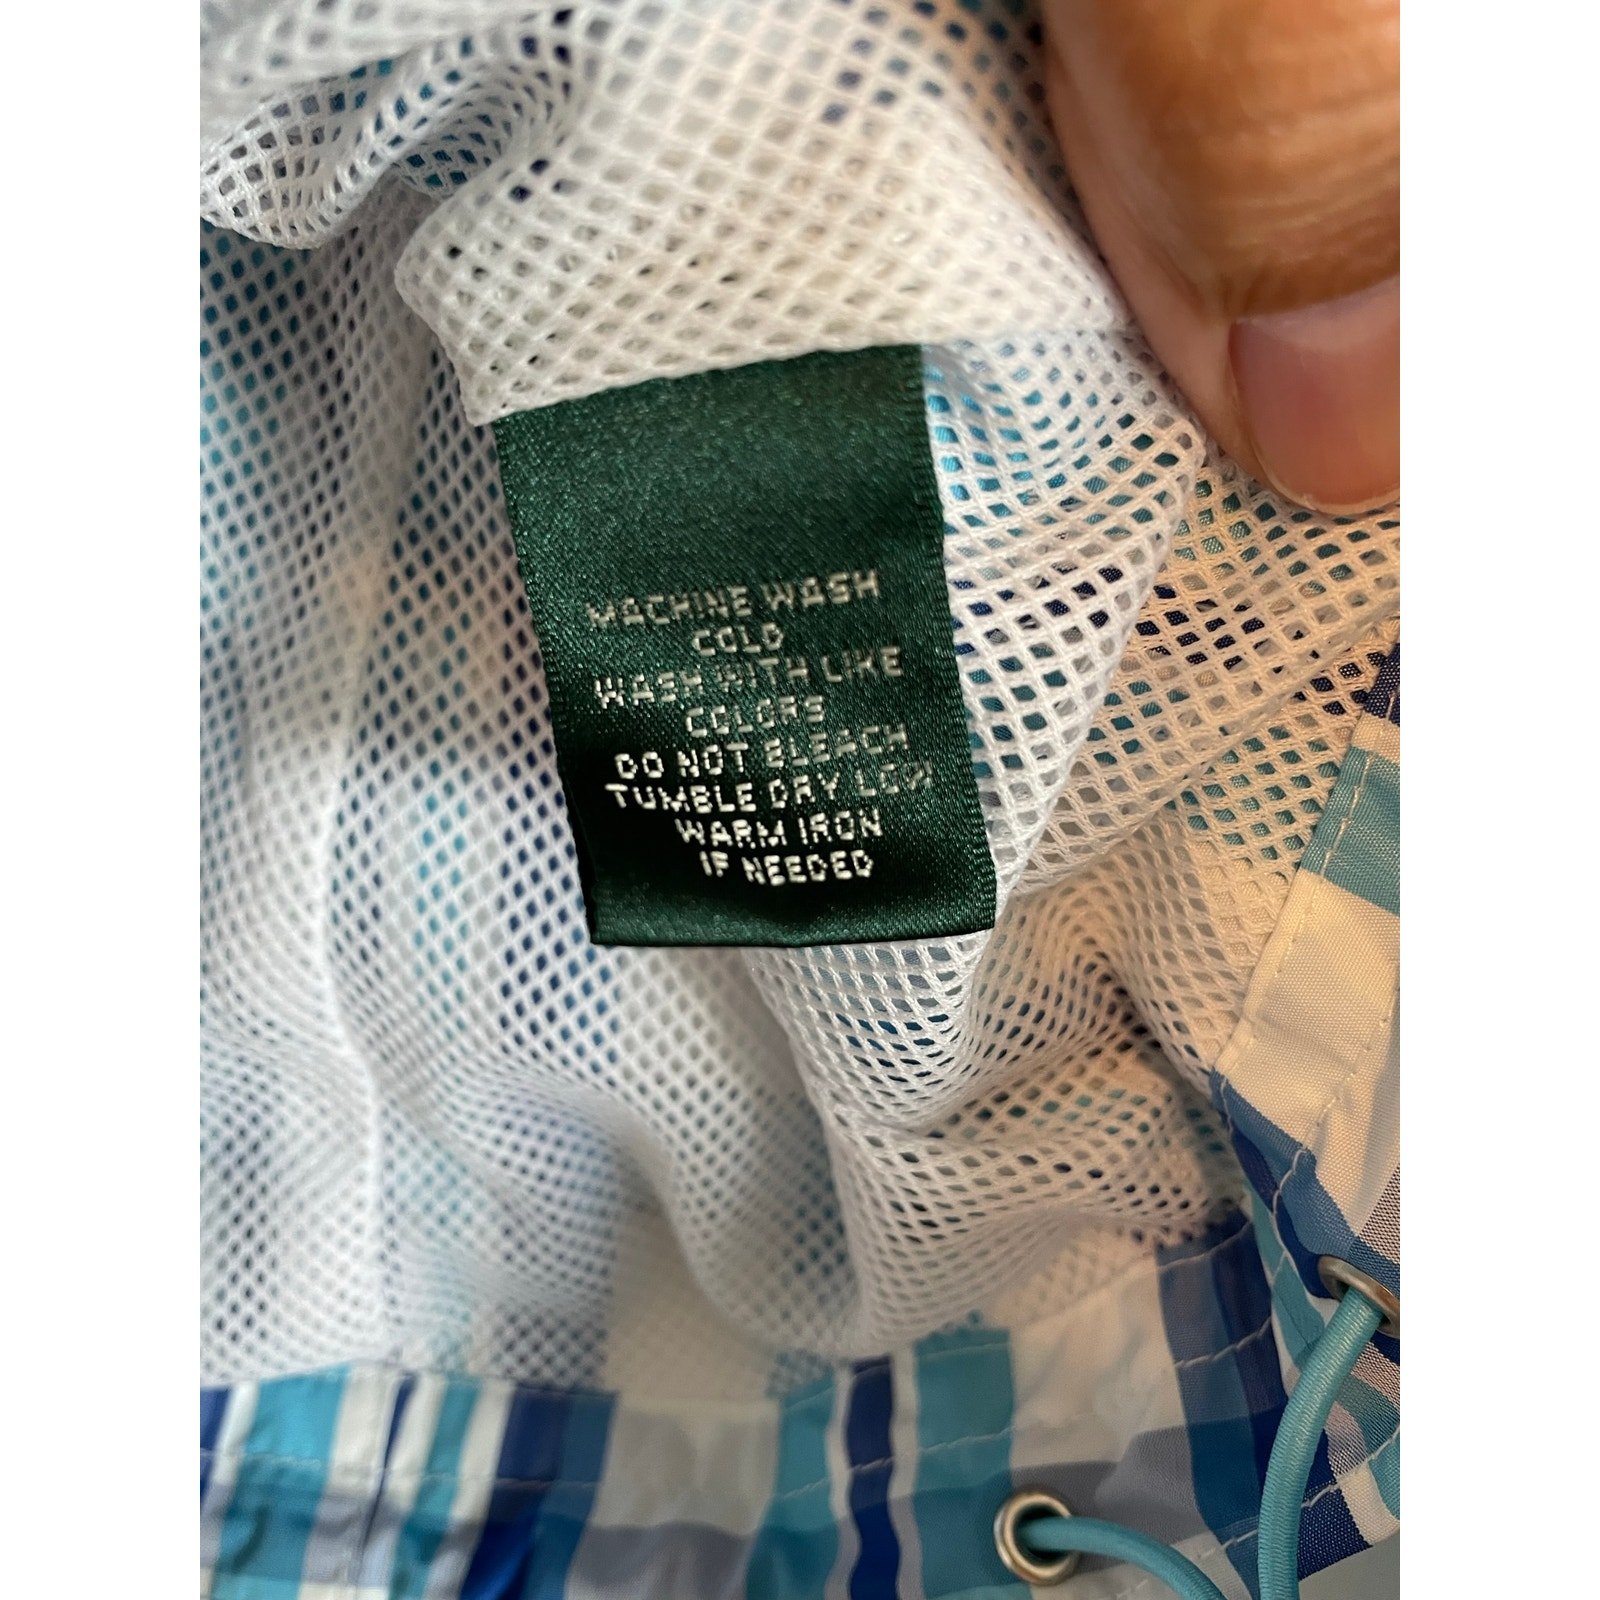 MACHINE WASH
COLD
WASH WITH LIKE
COLORS
DO NOT BLEACH
TUMBLE DRY LOW
WARM IRON
IF NEEDED